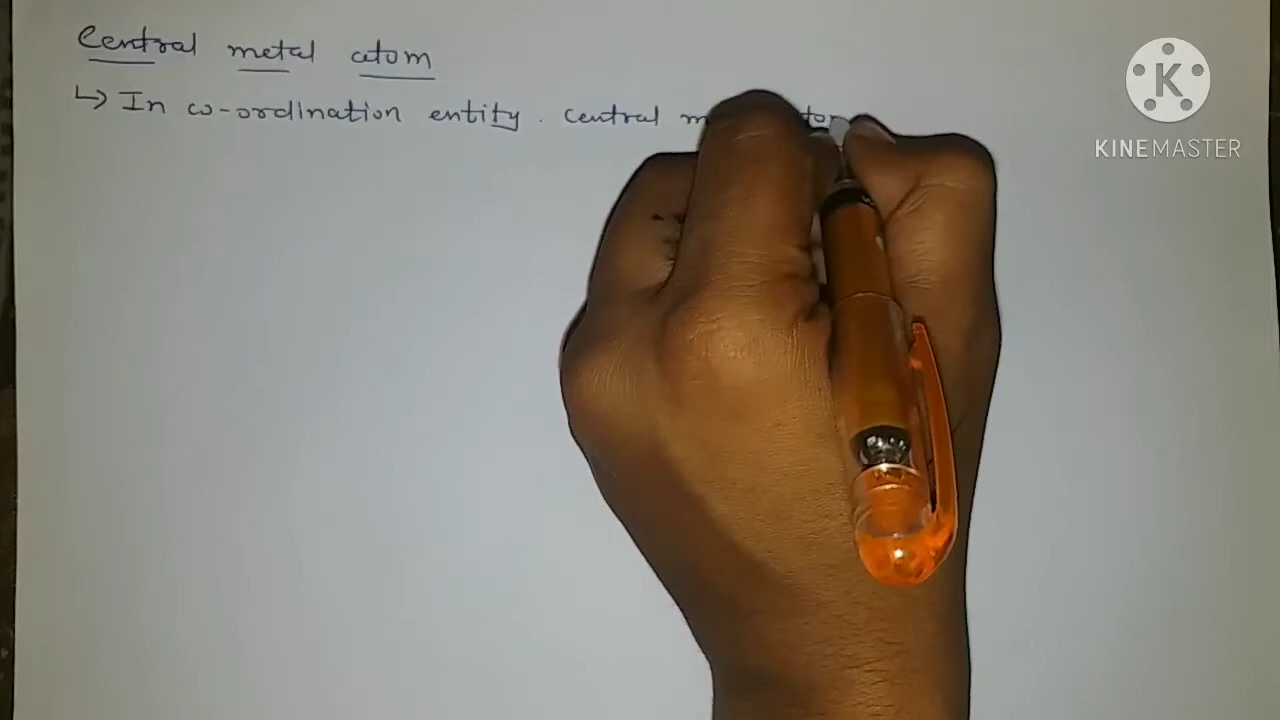 Central metal atom
↳ In co-ordination entity. central
KINEMASTER